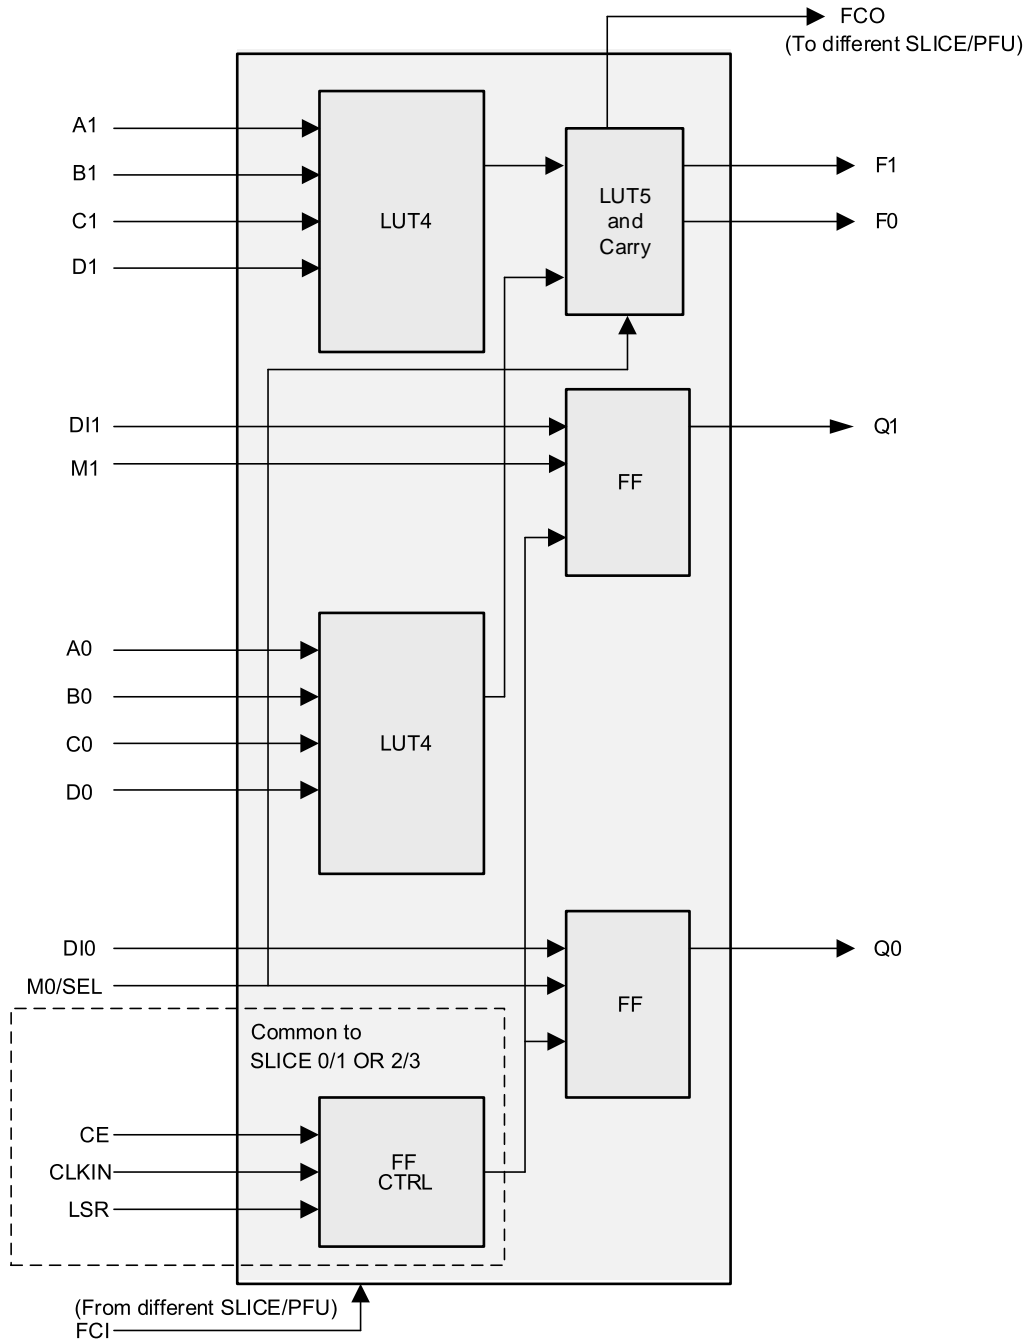 FCO
(To different SLICE/PFU)
A1
B1
C1
D1
LUT4
LUT5
and
Carry
F1
F0
DI1
M1
FF
Q1
A0
B0
C0
D0
LUT4
DI0
M0/SEL
FF
Q0
Common to
SLICE 0/1 OR 2/3
CE
CLKIN
LSR
FF
CTRL
(From different SLICE/PFU)
FCI